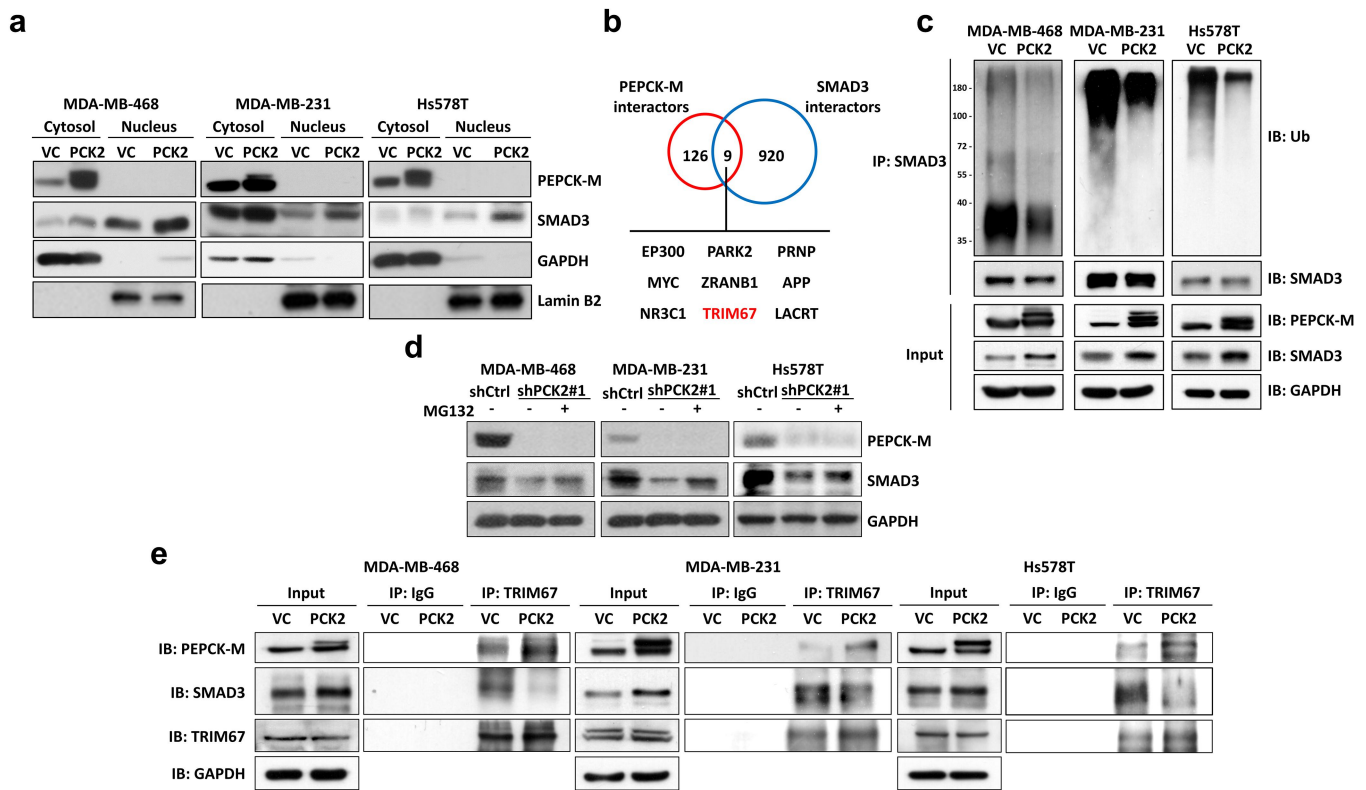 a
MDA-MB-468 MDA-MB-231 Hs578T
Cytosol Nucleus Cytosol Nucleus Cytosol Nucleus
VC PCK2 VC PCK2 VC PCK2 VC PCK2 VC PCK2 VC PCK2
PEPCK-M
SMAD3
GAPDH
Lamin B2
b
PEPCK-M interactors
SMAD3 interactors
126 9 920
EP300 PARK2 PRNP
MYC ZRANB1 APP
NR3C1 TRIM67 LACRT
c
MDA-MB-468 MDA-MB-231 Hs578T
VC PCK2 VC PCK2 VC PCK2
IP: SMAD3
180
100
72
55
40
35
IB: Ub
IB: SMAD3
Input
IB: PEPCK-M
IB: SMAD3
IB: GAPDH
d
MDA-MB-468 MDA-MB-231 Hs578T
shCtrl shPCK2#1 shCtrl shPCK2#1 shCtrl shPCK2#1
MG132 - - + - - + - - +
PEPCK-M
SMAD3
GAPDH
e
MDA-MB-468 MDA-MB-231 Hs578T
Input IP: IgG IP: TRIM67 Input IP: IgG IP: TRIM67 Input IP: IgG IP: TRIM67
VC PCK2 VC PCK2 VC PCK2 VC PCK2 VC PCK2 VC PCK2 VC PCK2 VC PCK2 VC PCK2
IB: PEPCK-M
IB: SMAD3
IB: TRIM67
IB: GAPDH